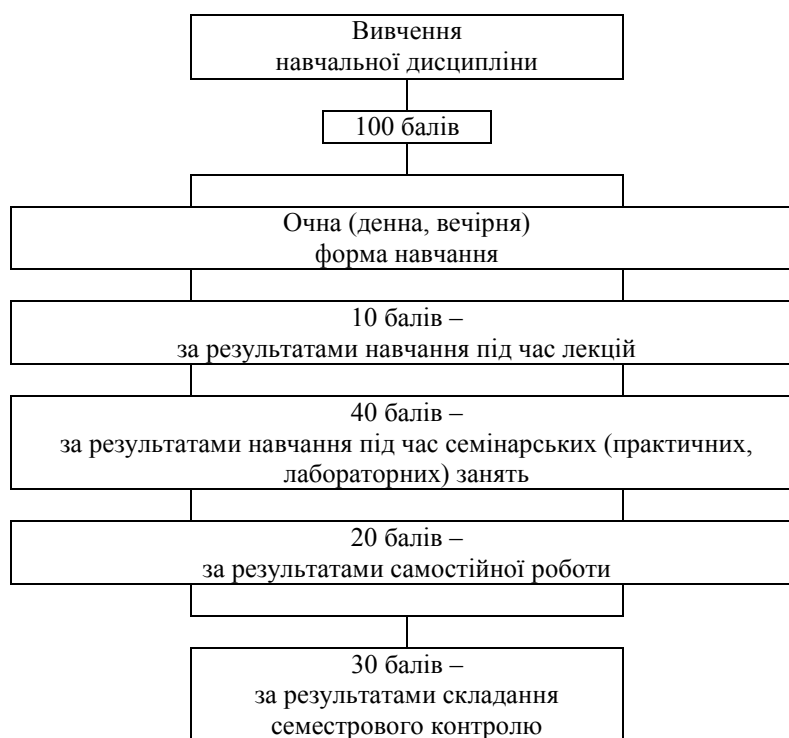 Вивчення
навчальної дисципліни
100 балів
Очна (денна, вечірня)
форма навчання
10 балів –
за результатами навчання під час лекцій
40 балів –
за результатами навчання під час семінарських (практичних,
лабораторних) занять
20 балів –
за результатами самостійної роботи
30 балів –
за результатами складання
семестрового контролю